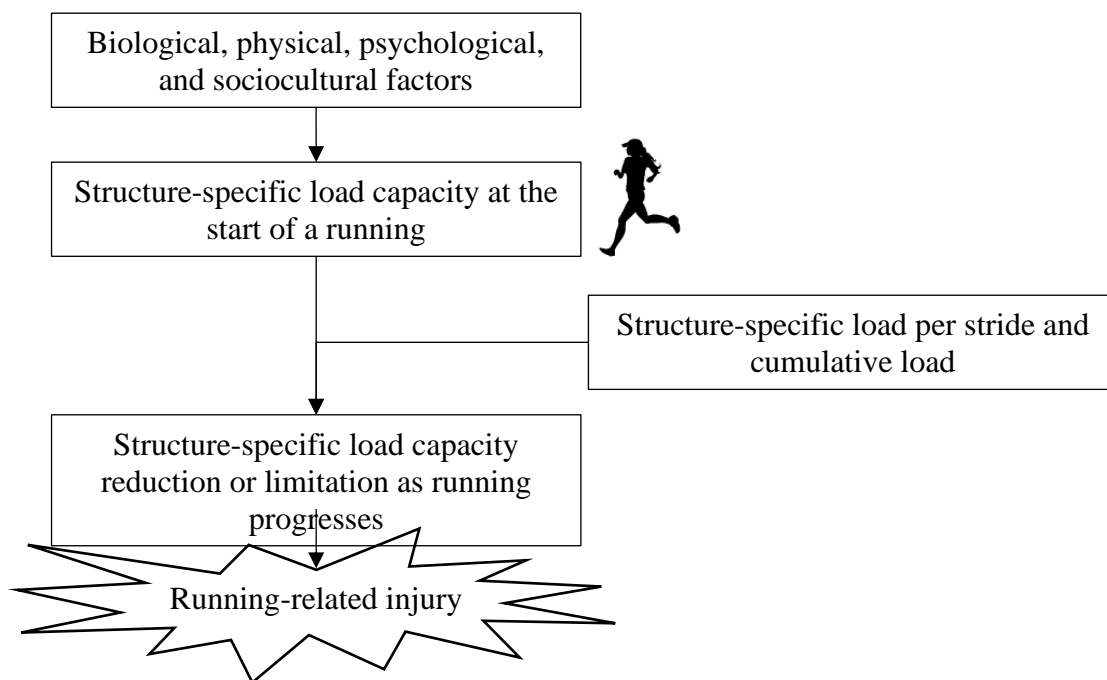 Biological, physical, psychological,
and sociocultural factors
Structure-specific load capacity at the
start of a running
Structure-specific load per stride and
cumulative load
Structure-specific load capacity
reduction or limitation as running
progresses
Running-related injury